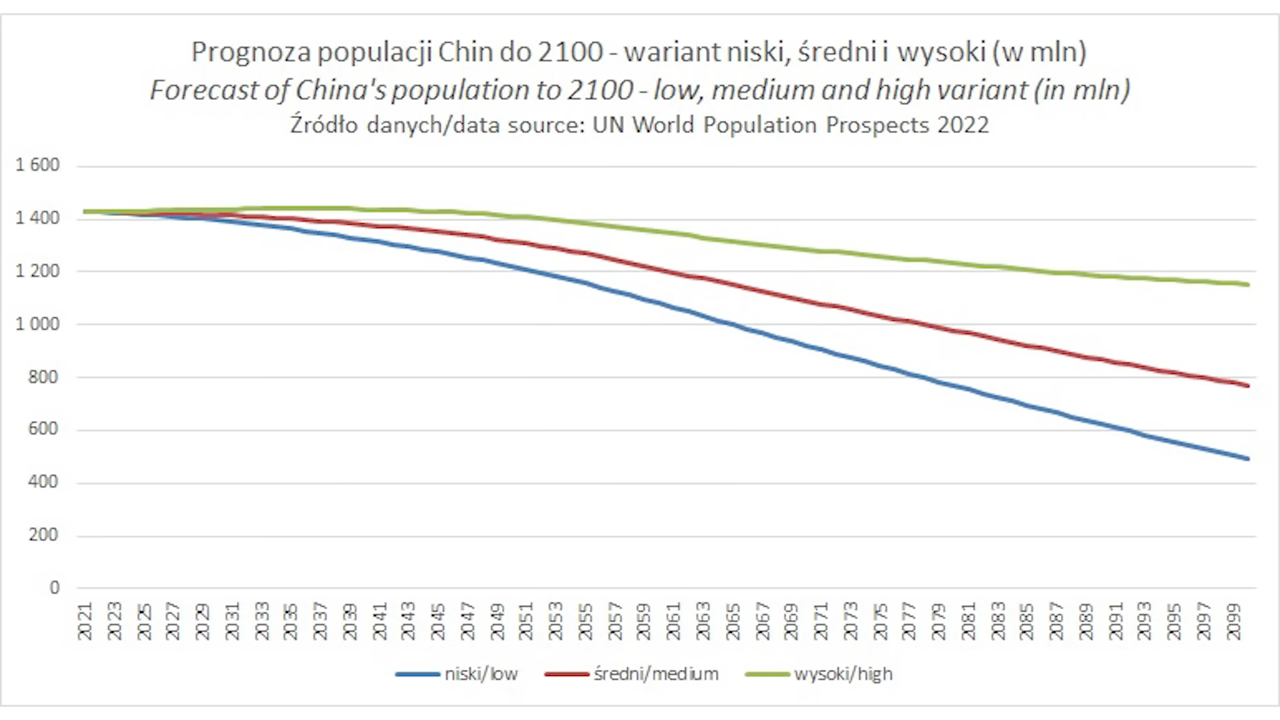 Prognoza populacji Chin do 2100 - wariant niski, średni i wysoki (w mln)
Forecast of China's population to 2100 - low, medium and high variant (in mln)
Źródło danych/data source: UN World Population Prospects 2022
1 600
1 400
1 200
1 000
800
600
400
200
0
2021 2023 2025 2027 2029 2031 2033 2035 2037 2039 2041 2043 2045 2047 2049 2051 2053 2055 2057 2059 2061 2063 2065 2067 2069 2071 2073 2075 2077 2079 2081 2083 2085 2087 2089 2091 2093 2095 2097 2099
niski/low średni/medium wysoki/high